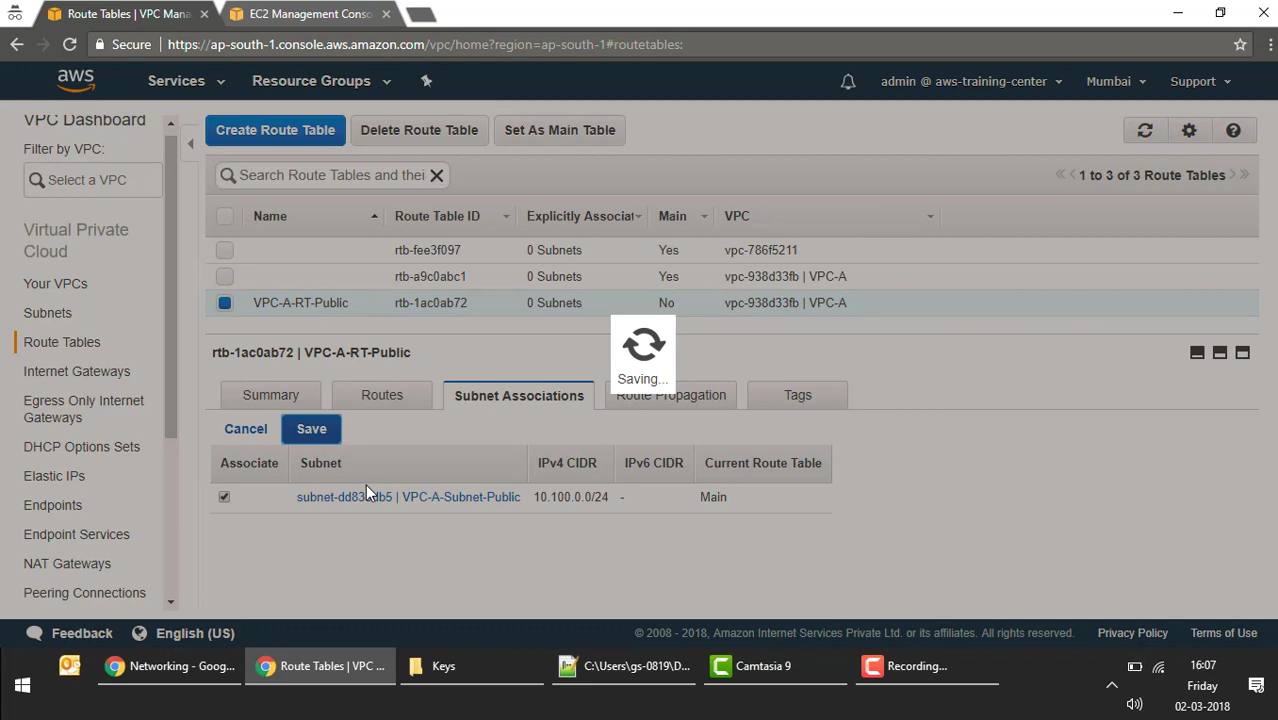 Route Tables | VPC Mana
EC2 Management Conso
Secure
https://ap-south-1.console.aws.amazon.com/vpc/home?region=ap-south-1#routetables:
aws
Services
Resource Groups
admin @ aws-training-center
Mumbai
Support
VPC Dashboard
Filter by VPC:
Select a VPC
Virtual Private
Cloud
Your VPCs
Subnets
Route Tables
Internet Gateways
Egress Only Internet
Gateways
DHCP Options Sets
Elastic IPs
Endpoints
Endpoint Services
NAT Gateways
Peering Connections
Create Route Table
Delete Route Table
Set As Main Table
Search Route Tables and thei
1 to 3 of 3 Route Tables
Name
Route Table ID
Explicitly Associat
Main
VPC
rtb-fee3f097
0 Subnets
Yes
vpc-786f5211
rtb-a9c0abc1
0 Subnets
Yes
vpc-938d33fb | VPC-A
VPC-A-RT-Public
rtb-1ac0ab72
0 Subnets
No
vpc-938d33fb | VPC-A
rtb-1ac0ab72 | VPC-A-RT-Public
Saving...
Summary
Routes
Subnet Associations
Route Propagation
Tags
Cancel
Save
Associate
Subnet
IPv4 CIDR
IPv6 CIDR
Current Route Table
| VPC-A-Subnet-Public
10.100.0.0/24
-
Main
Feedback
English (US)
© 2008 - 2018, Amazon Internet Services Private Ltd. or its affiliates. All rights reserved.
Privacy Policy
Terms of Use
Networking - Goog...
Route Tables | VPC ...
Keys
C:\Users\gs-0819\D...
Camtasia 9
Recording...
16:07
Friday
02-03-2018